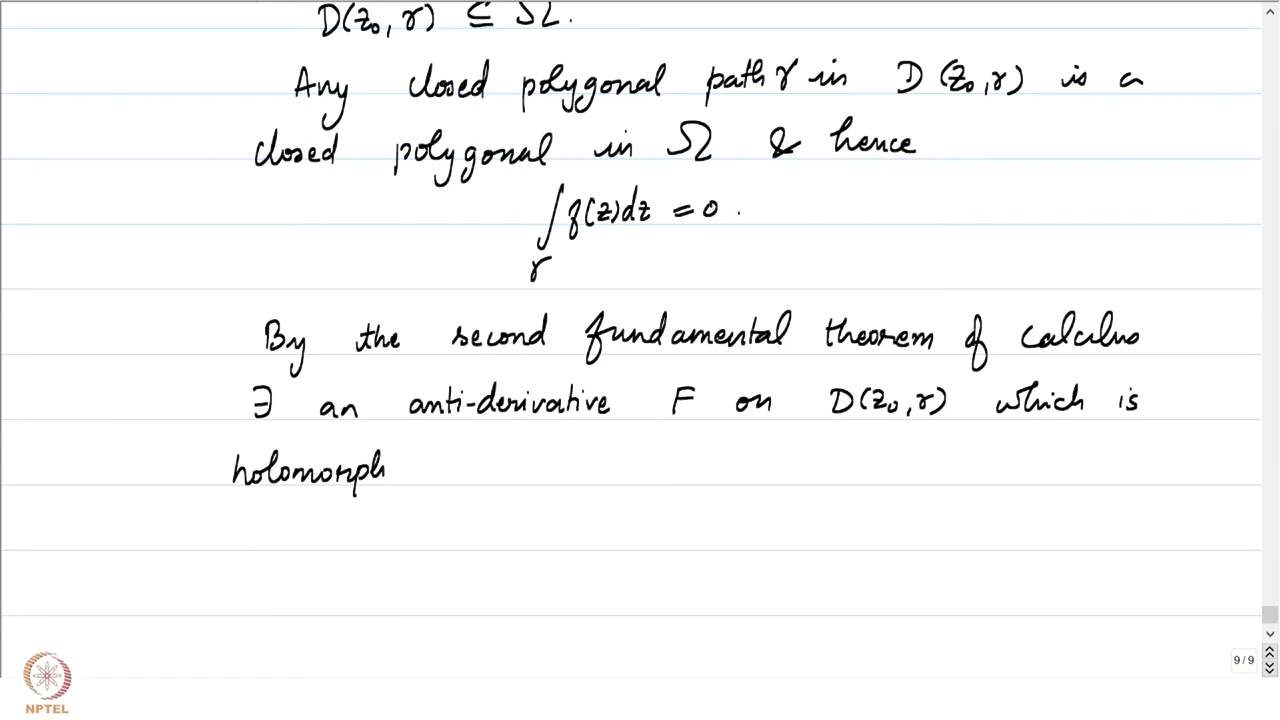 D(z₀, r) ⊆ Ω.
Any closed polygonal path γ in D(z₀, r) is a
closed polygonal in Ω & hence
∫ f(z)dz = 0 .
γ
By the second fundamental theorem of calculus
∃ an anti-derivative F on D(z₀, r) which is
holomorph
9 / 9
NPTEL